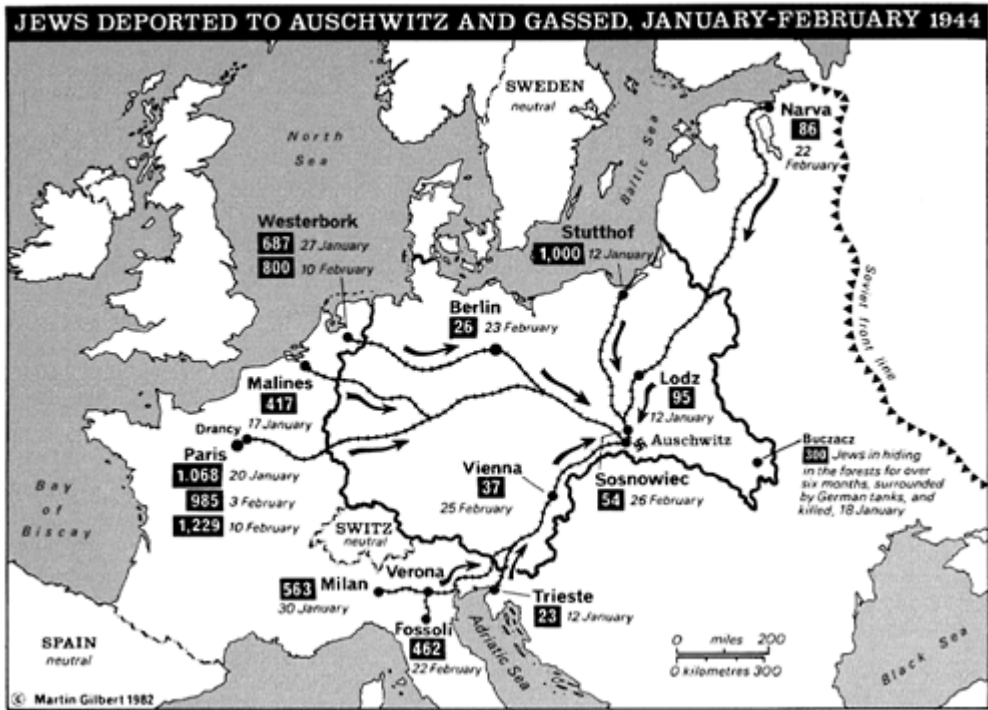 JEWS DEPORTED TO AUSCHWITZ AND GASSED, JANUARY-FEBRUARY 1944
SWEDEN
neutral
North
Sea
Baltic Sea
Narva
86
22
February
Westerbork
687 27 January
800 10 February
Stutthof
1,000 12 January
Soviet front line
Berlin
26 23 February
Malines
417
17 January
Lodz
95
12 January
Drancy
Paris
1.068
20 January
985 3 February
1,229 10 February
Auschwitz
Vienna
37
25 February
Sosnowiec
54 26 February
Buczacz
300 Jews in hiding
in the forests for over
six months, surrounded
by German tanks, and
killed, 18 January
Bay
of
Biscay
SWITZ
neutral
563 Milan
30 January
Verona
Fossoli
462
22 February
Trieste
23 12 January
Adriatic Sea
SPAIN
neutral
0 miles 200
0 kilometres 300
Black Sea
© Martin Gilbert 1982